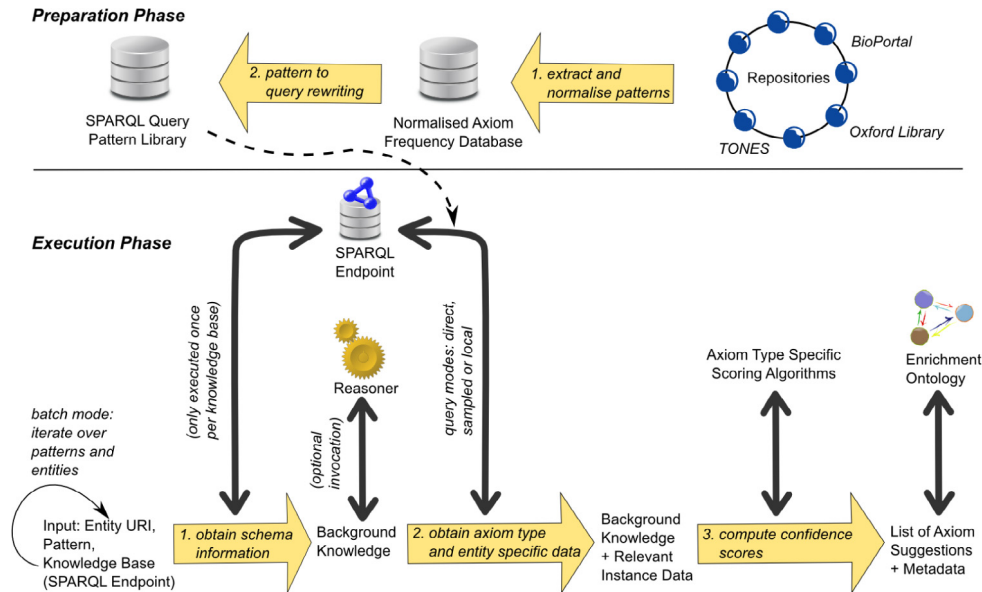 Preparation Phase
BioPortal
Repositories
Oxford Library
TONES
1. extract and
normalise patterns
Normalised Axiom
Frequency Database
2. pattern to
query rewriting
SPARQL Query
Pattern Library
Execution Phase
SPARQL
Endpoint
(only executed once
per knowledge base)
Reasoner
(optional
invocation)
query modes: direct,
sampled or local
Axiom Type Specific
Scoring Algorithms
Enrichment
Ontology
batch mode:
iterate over
patterns and
entities
Input: Entity URI,
Pattern,
Knowledge Base
(SPARQL Endpoint)
1. obtain schema
information
Background
Knowledge
2. obtain axiom type
and entity specific data
Background
Knowledge
+ Relevant
Instance Data
3. compute confidence
scores
List of Axiom
Suggestions
+ Metadata